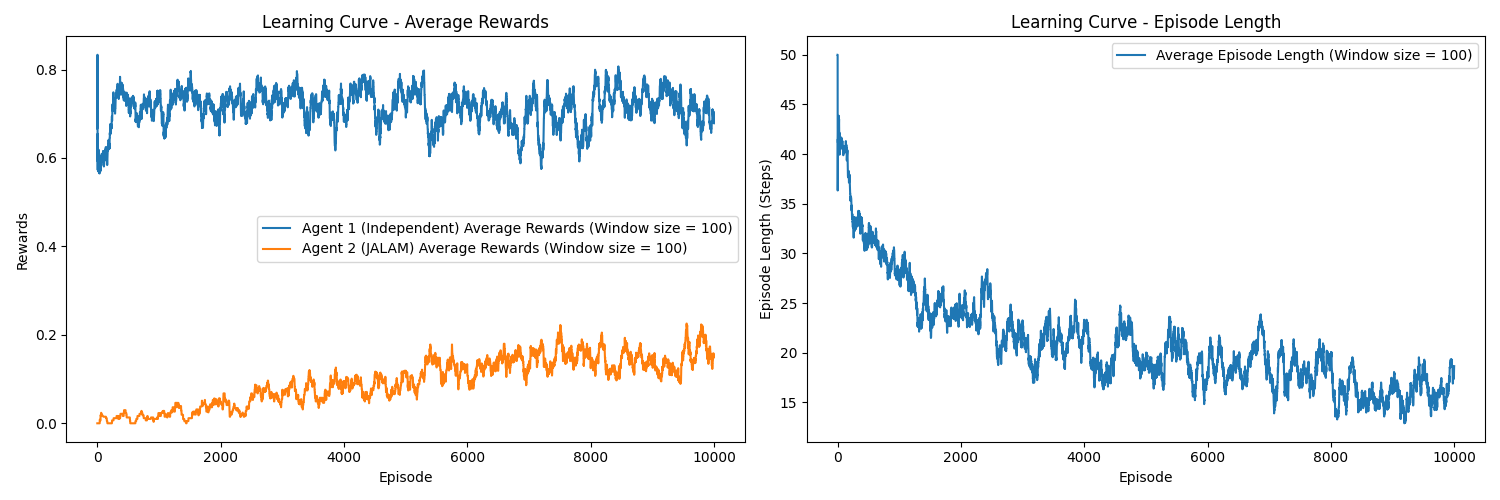 Learning Curve - Average Rewards
Rewards
0.8
0.6
0.4
0.2
0.0
Agent 1 (Independent) Average Rewards (Window size = 100)
Agent 2 (JALAM) Average Rewards (Window size = 100)
0 2000 4000 6000 8000 10000
Episode
Learning Curve - Episode Length
Episode Length (Steps)
50
45
40
35
30
25
20
15
Average Episode Length (Window size = 100)
0 2000 4000 6000 8000 10000
Episode